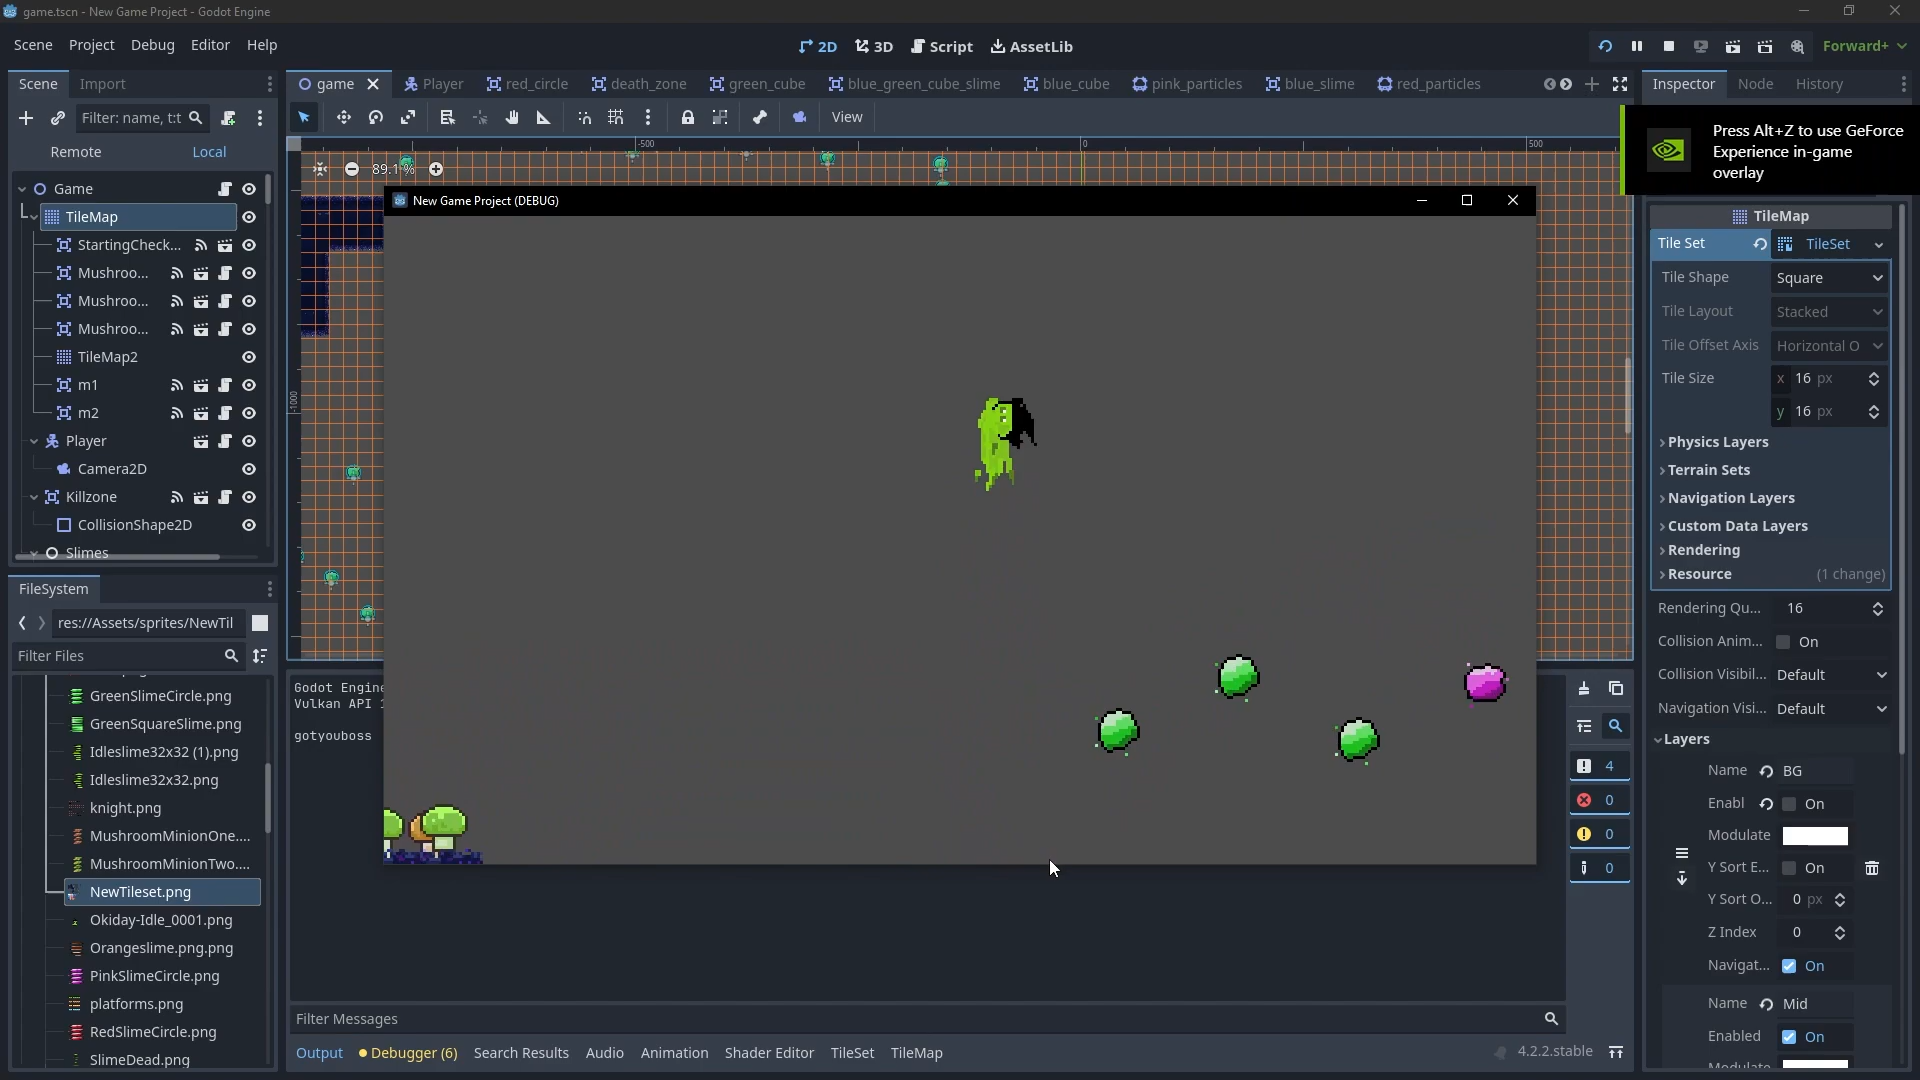 game.tscn - New Game Project - Godot Engine
Scene Project Debug Editor Help
2D 3D Script AssetLib
Forward+
Scene Import
game Player red_circle death_zone green_cube blue_green_cube_slime blue_cube pink_particles blue_slime red_particles
Inspector Node History
Filter: name, t:t
View
Remote Local
Press Alt+Z to use GeForce
Experience in-game
overlay
-500 0 500
89.1 %
-1000
Game
TileMap
StartingCheck...
Mushroo...
Mushroo...
Mushroo...
TileMap2
m1
m2
Player
Camera2D
Killzone
CollisionShape2D
Slimes
New Game Project (DEBUG)
TileMap
Tile Set TileSet
Tile Shape Square
Tile Layout Stacked
Tile Offset Axis Horizontal O
Tile Size x 16 px
y 16 px
Physics Layers
Terrain Sets
Navigation Layers
Custom Data Layers
Rendering
Resource (1 change)
Rendering Qu... 16
Collision Anim... On
Collision Visibil... Default
Navigation Visi... Default
Layers
Name BG
Enabl On
Modulate
Y Sort E... On
Y Sort O... 0 px
Z Index 0
Navigat... On
Name Mid
Enabled On
Modulate
FileSystem
res://Assets/sprites/NewTil
Filter Files
GreenSlimeCircle.png
GreenSquareSlime.png
Idleslime32x32 (1).png
Idleslime32x32.png
knight.png
MushroomMinionOne....
MushroomMinionTwo....
NewTileset.png
Okiday-Idle_0001.png
Orangeslime.png.png
PinkSlimeCircle.png
platforms.png
RedSlimeCircle.png
SlimeDead.png
Godot Engine
Vulkan API
gotyouboss
4
0
0
0
Filter Messages
Output Debugger (6) Search Results Audio Animation Shader Editor TileSet TileMap
4.2.2.stable